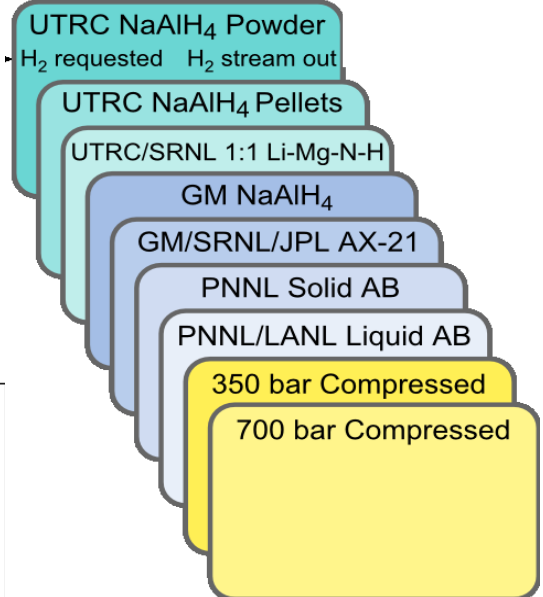 UTRC NaAlH₄ Powder
H₂ requested H₂ stream out
UTRC NaAlH₄ Pellets
UTRC/SRNL 1:1 Li-Mg-N-H
GM NaAlH₄
GM/SRNL/JPL AX-21
PNNL Solid AB
PNNL/LANL Liquid AB
350 bar Compressed
700 bar Compressed